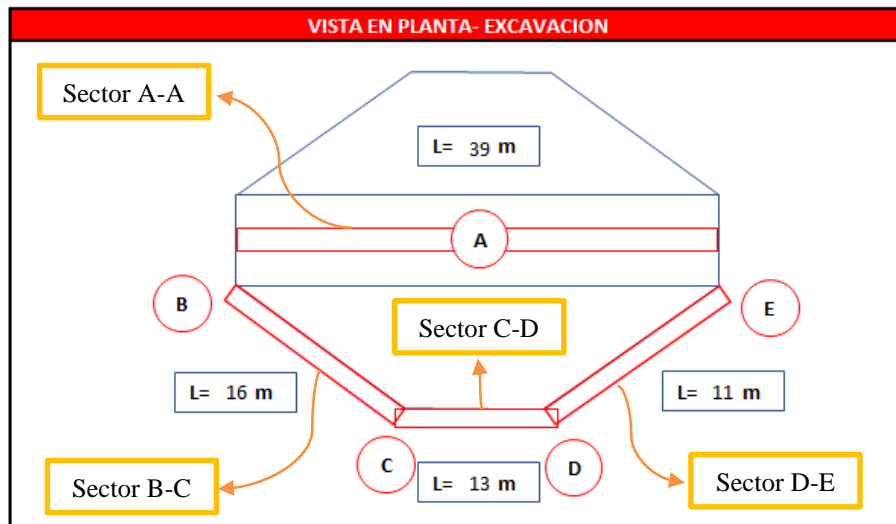 VISTA EN PLANTA- EXCAVACION
Sector A-A
L= 39 m
A
B
E
Sector C-D
L= 16 m
L= 11 m
C
D
Sector B-C
L= 13 m
Sector D-E